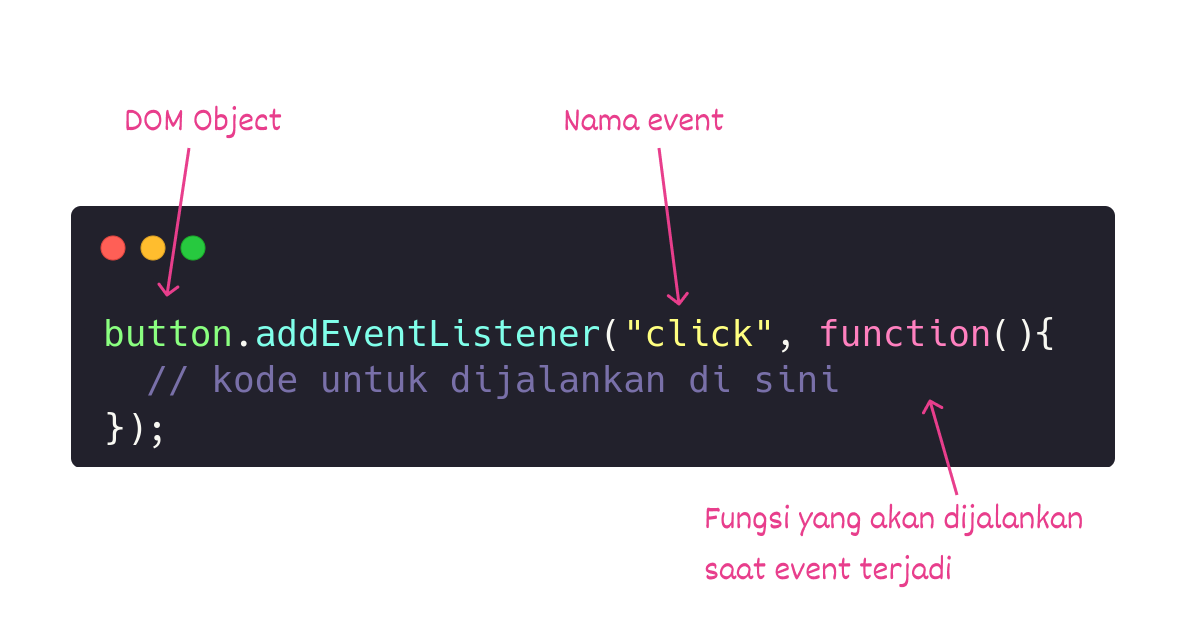 DOM Object
Nama event
button.addEventListener("click", function(){
  // kode untuk dijalankan di sini
});
Fungsi yang akan dijalankan
saat event terjadi